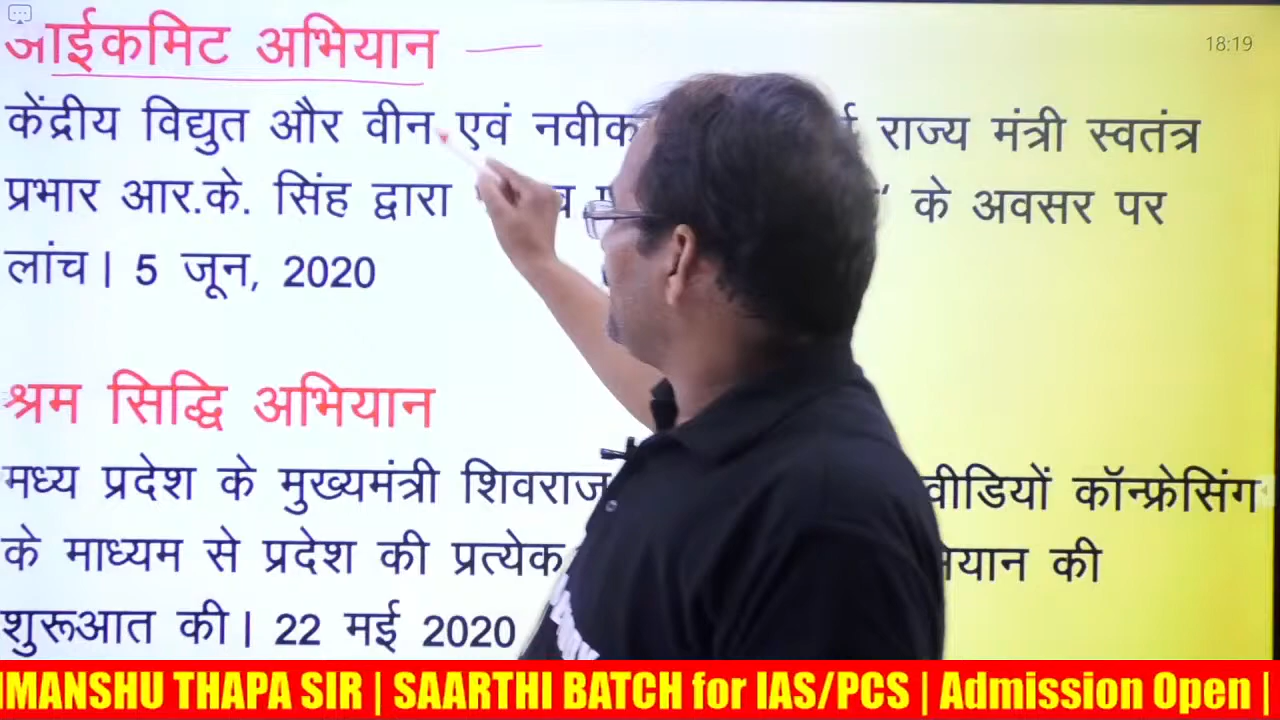 आईकमिट अभियान
18:19
केंद्रीय विद्युत और वीन एवं नवीक राज्य मंत्री स्वतंत्र
प्रभार आर.के. सिंह द्वारा के अवसर पर
लांच। 5 जून, 2020
श्रम सिद्धि अभियान
मध्य प्रदेश के मुख्यमंत्री शिवराज वीडियों कॉन्फ्रेसिंग
के माध्यम से प्रदेश की प्रत्येक की
शुरूआत की। 22 मई 2020
IMANSHU THAPA SIR | SAARTHI BATCH for IAS/PCS | Admission Open |